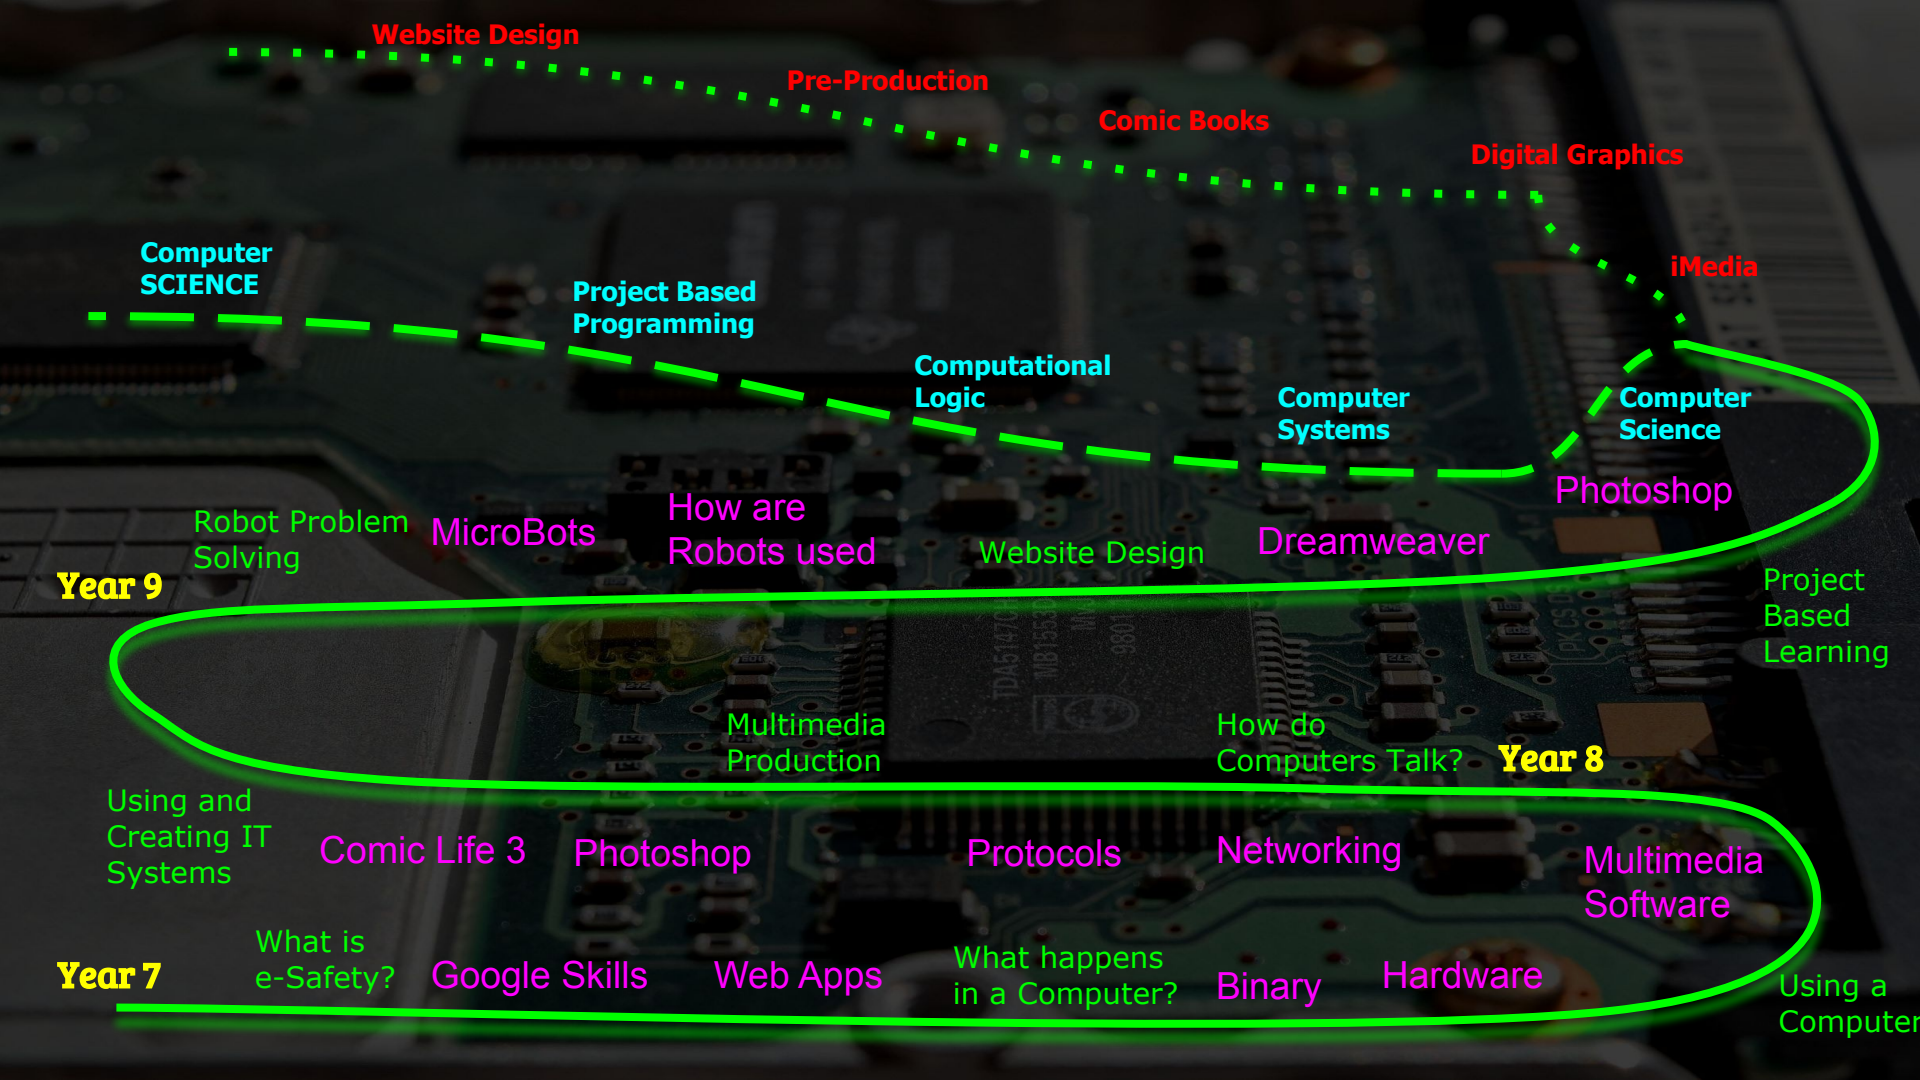 Website Design
Pre-Production
Comic Books
Digital Graphics
iMedia
Computer
SCIENCE
Project Based
Programming
Computational
Logic
Computer
Systems
Computer
Science
Photoshop
Dreamweaver
Website Design
How are
Robots used
MicroBots
Robot Problem
Solving
Year 9
Project
Based
Learning
Multimedia
Production
How do
Computers Talk?
Year 8
Using and
Creating IT
Systems
Comic Life 3
Photoshop
Protocols
Networking
Multimedia
Software
Year 7
What is
e-Safety?
Google Skills
Web Apps
What happens
in a Computer?
Binary
Hardware
Using a
Computer